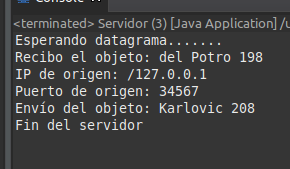 Console
<terminated> Servidor (3) [Java Application] /u
Esperando datagrama.......
Recibo el objeto: del Potro 198
IP de origen: /127.0.0.1
Puerto de origen: 34567
Envío del objeto: Karlovic 208
Fin del servidor